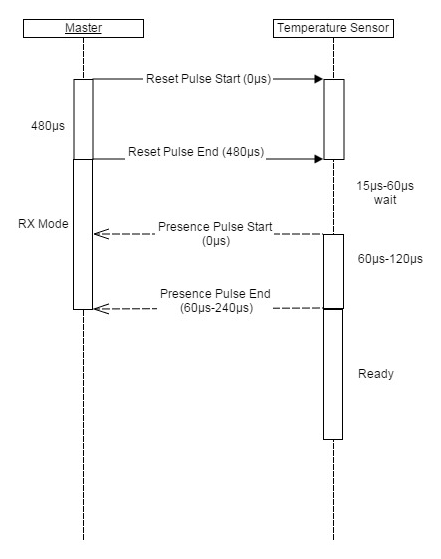 Master
Temperature Sensor
Reset Pulse Start (0µs)
480µs
Reset Pulse End (480µs)
15µs-60µs
wait
RX Mode
Presence Pulse Start
(0µs)
60µs-120µs
Presence Pulse End
(60µs-240µs)
Ready